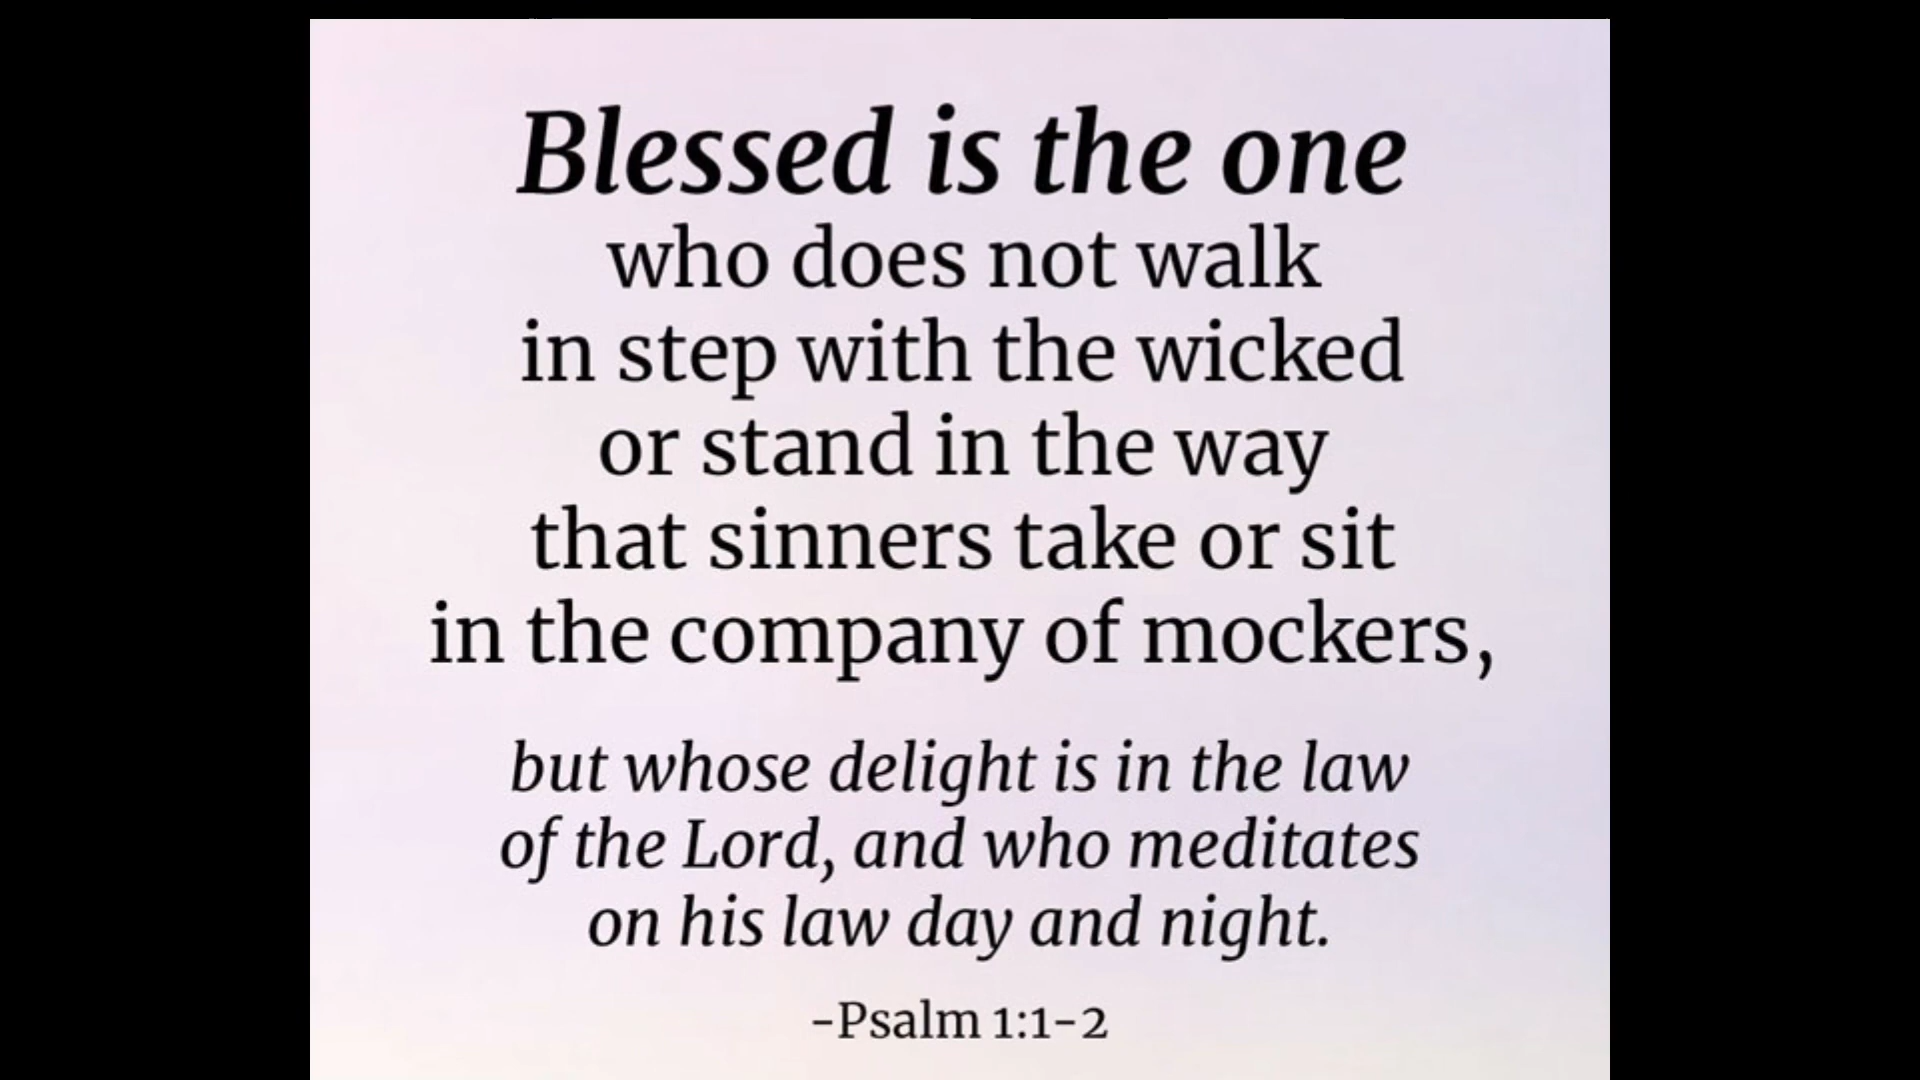 Blessed is the one
who does not walk
in step with the wicked
or stand in the way
that sinners take or sit
in the company of mockers,
but whose delight is in the law
of the Lord, and who meditates
on his law day and night.
-Psalm 1:1-2